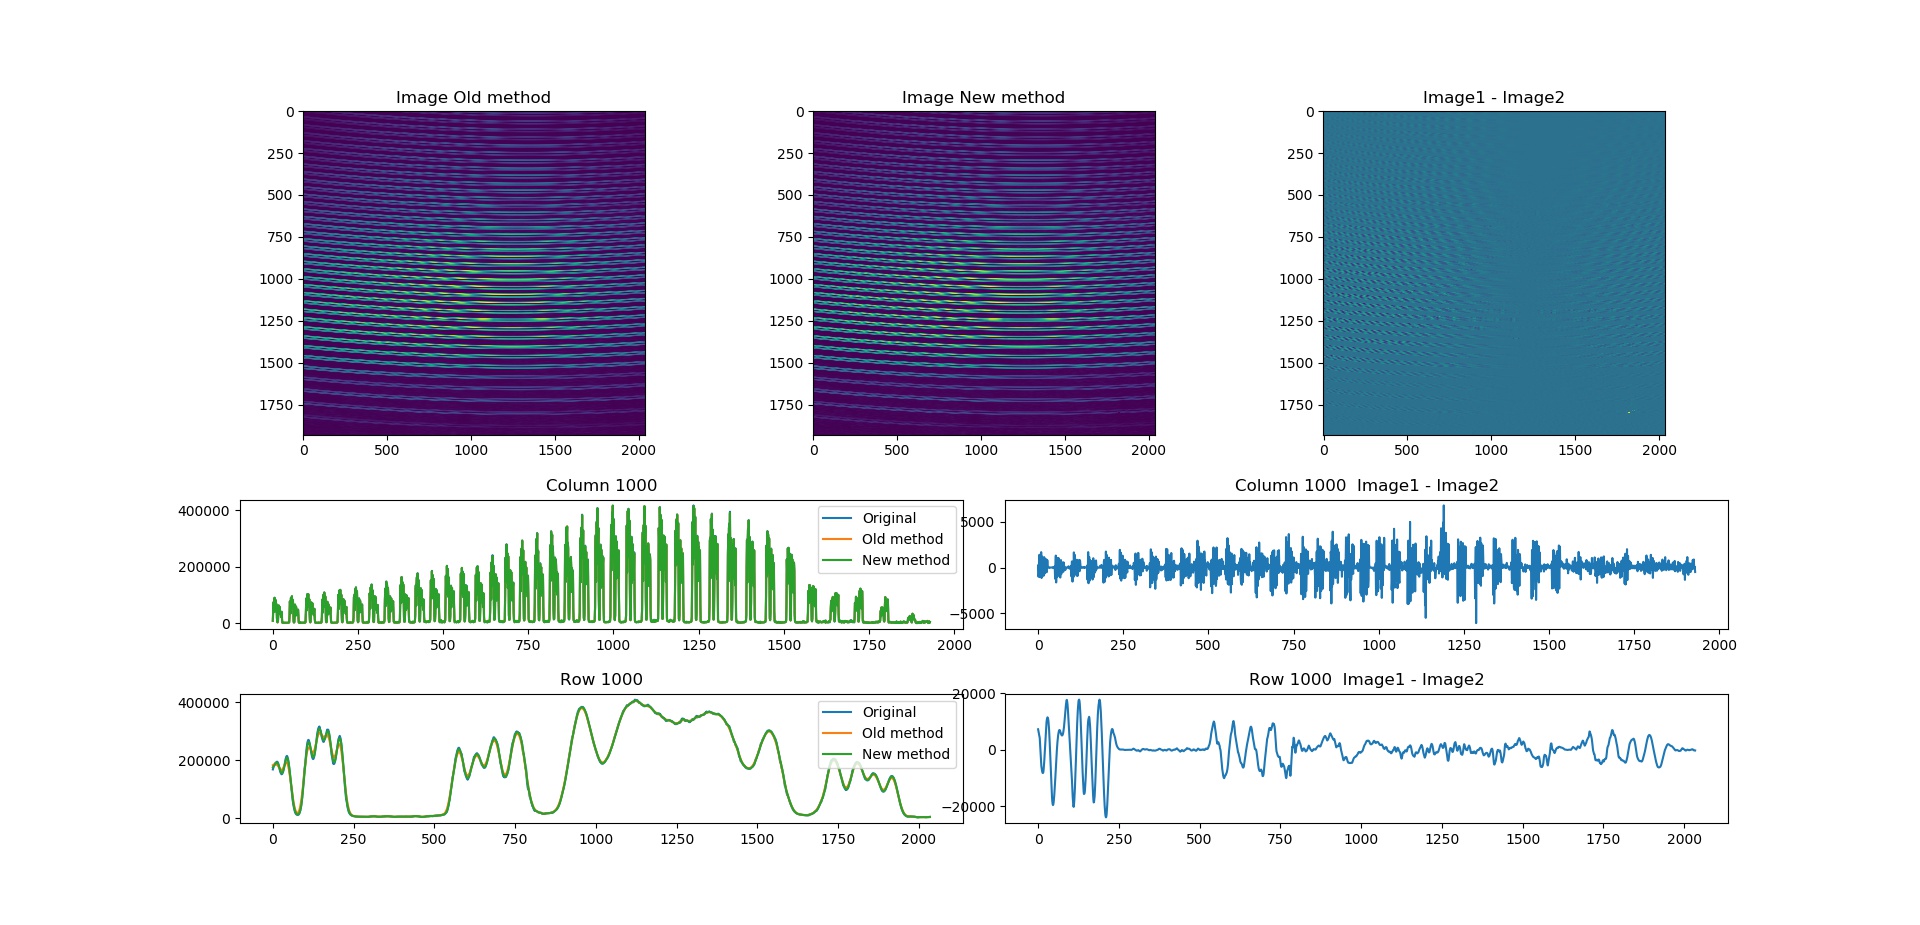 Image Old method
Image New method
Image1 - Image2
0
250
500
750
1000
1250
1500
1750
0 500 1000 1500 2000
0
250
500
750
1000
1250
1500
1750
0 500 1000 1500 2000
0
250
500
750
1000
1250
1500
1750
0 500 1000 1500 2000
Column 1000
400000
200000
0
Original
Old method
New method
0 250 500 750 1000 1250 1500 1750 2000
Column 1000 Image1 - Image2
5000
0
−5000
0 250 500 750 1000 1250 1500 1750 2000
Row 1000
400000
200000
0
Original
Old method
New method
0 250 500 750 1000 1250 1500 1750 2000
Row 1000 Image1 - Image2
20000
0
−20000
0 250 500 750 1000 1250 1500 1750 2000